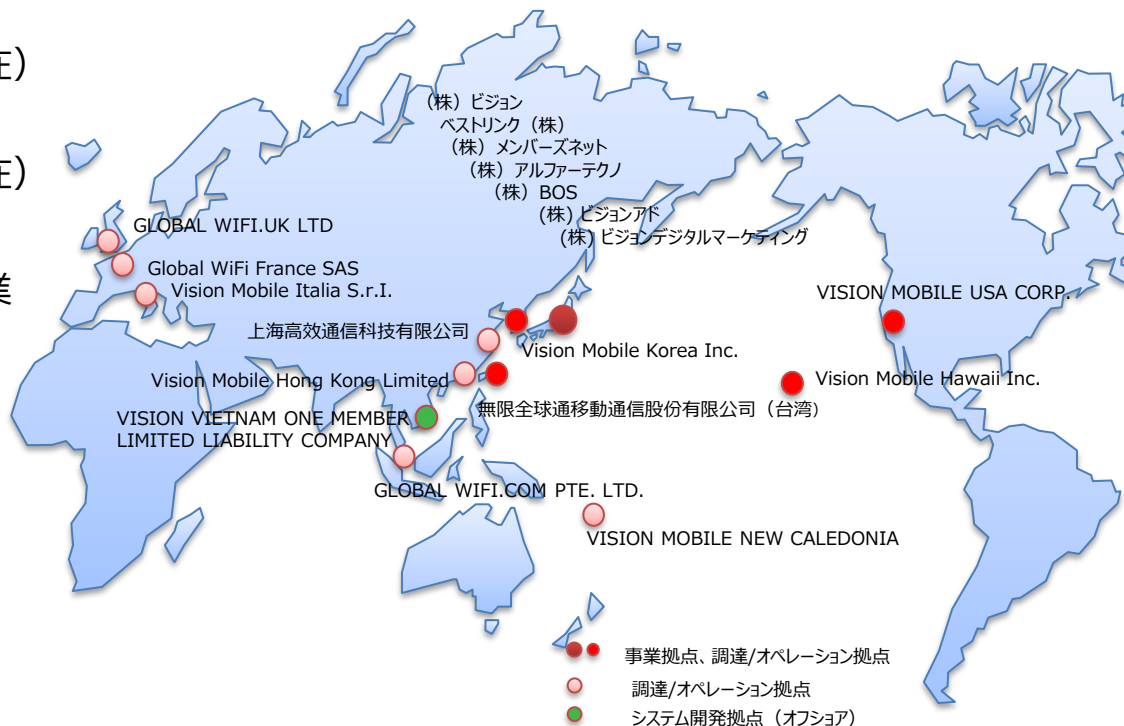 在）
在）
業
（株）ビジョン
ベストリンク（株）
（株）メンバーズネット
（株）アルファーテクノ
（株）BOS
（株）ビジョンアド
（株）ビジョンデジタルマーケティング
GLOBAL WIFI.UK LTD
Global WiFi France SAS
Vision Mobile Italia S.r.l.
VISION MOBILE USA CORP.
上海高效通信科技有限公司
Vision Mobile Korea Inc.
Vision Mobile Hong Kong Limited
Vision Mobile Hawaii Inc.
無限全球通移動通信股份有限公司（台湾）
VISION VIETNAM ONE MEMBER
LIMITED LIABILITY COMPANY
GLOBAL WIFI.COM PTE. LTD.
VISION MOBILE NEW CALEDONIA
事業拠点、調達/オペレーション拠点
調達/オペレーション拠点
システム開発拠点（オフショア）